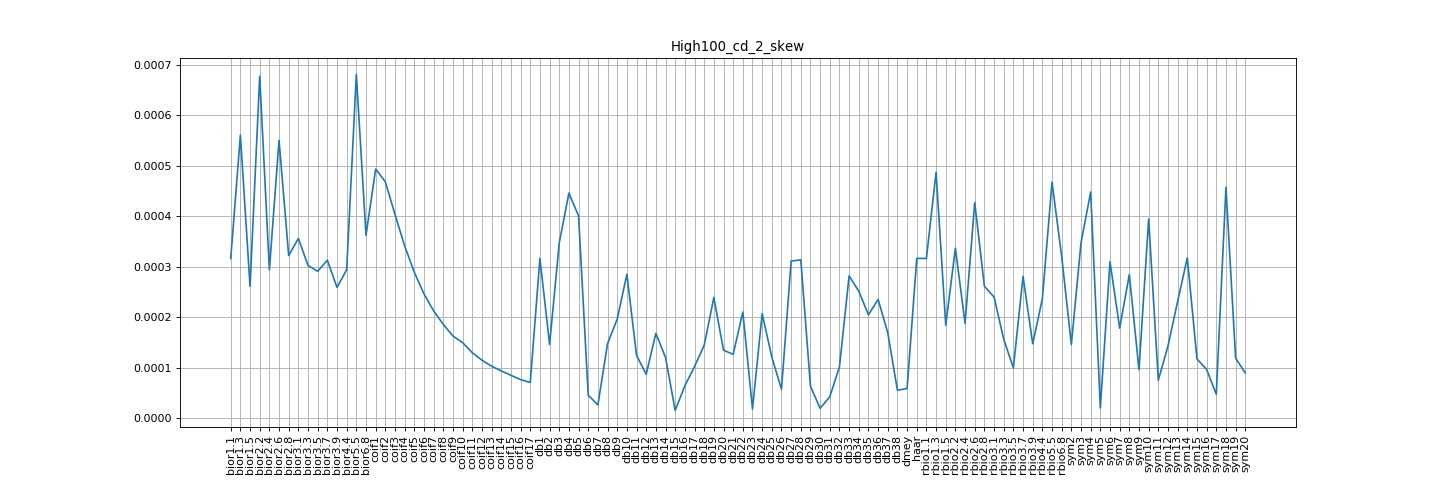 High100_cd_2_skew
0.0007
0.0006
0.0005
0.0004
0.0003
0.0002
0.0001
0.0000
bior1.1
bior1.3
bior1.5
bior2.2
bior2.4
bior2.6
bior2.8
bior3.1
bior3.3
bior3.5
bior3.7
bior3.9
bior4.4
bior5.5
bior6.8
coif1
coif2
coif3
coif4
coif5
coif6
coif7
coif8
coif9
coif10
coif11
coif12
coif13
coif14
coif15
coif16
coif17
db1
db2
db3
db4
db5
db6
db7
db8
db9
db10
db11
db12
db13
db14
db15
db16
db17
db18
db19
db20
db21
db22
db23
db24
db25
db26
db27
db28
db29
db30
db31
db32
db33
db34
db35
db36
db37
db38
dmey
haar
rbio1.1
rbio1.3
rbio1.5
rbio2.2
rbio2.4
rbio2.6
rbio2.8
rbio3.1
rbio3.3
rbio3.5
rbio3.7
rbio3.9
rbio4.4
rbio5.5
rbio6.8
sym2
sym3
sym4
sym5
sym6
sym7
sym8
sym9
sym10
sym11
sym12
sym13
sym14
sym15
sym16
sym17
sym18
sym19
sym20